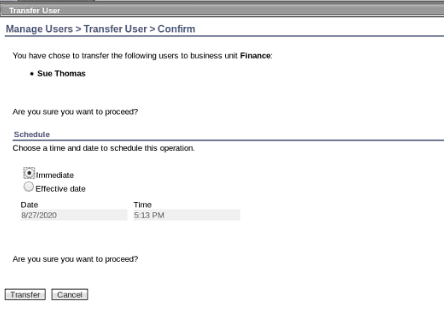 Transfer User
Manage Users > Transfer User > Confirm
You have chose to transfer the following users to business unit Finance:
• Sue Thomas
Are you sure you want to proceed?
Schedule
Choose a time and date to schedule this operation.
Immediate
Effective date
Date Time
8/27/2020 5:13 PM
Are you sure you want to proceed?
Transfer Cancel